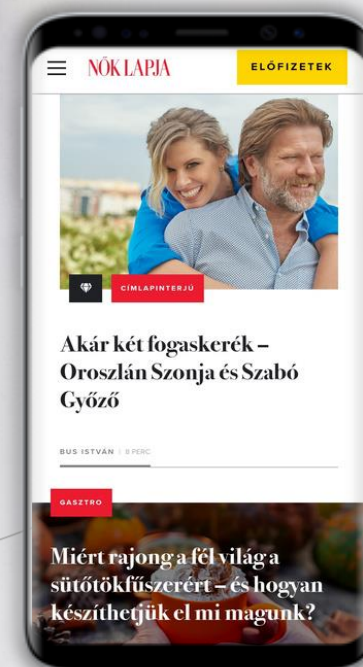 NŐK LAPJA
ELŐFIZETEK
CÍMLAPINTERJÚ
Akár két fogaskerék –
Oroszlán Szonja és Szabó
Győző
BUS ISTVÁN | 8 PERC
GASZTRO
Miért rajong a fél világ a
sütőtökfűszerért – és hogyan
készíthetjük el mi magunk?